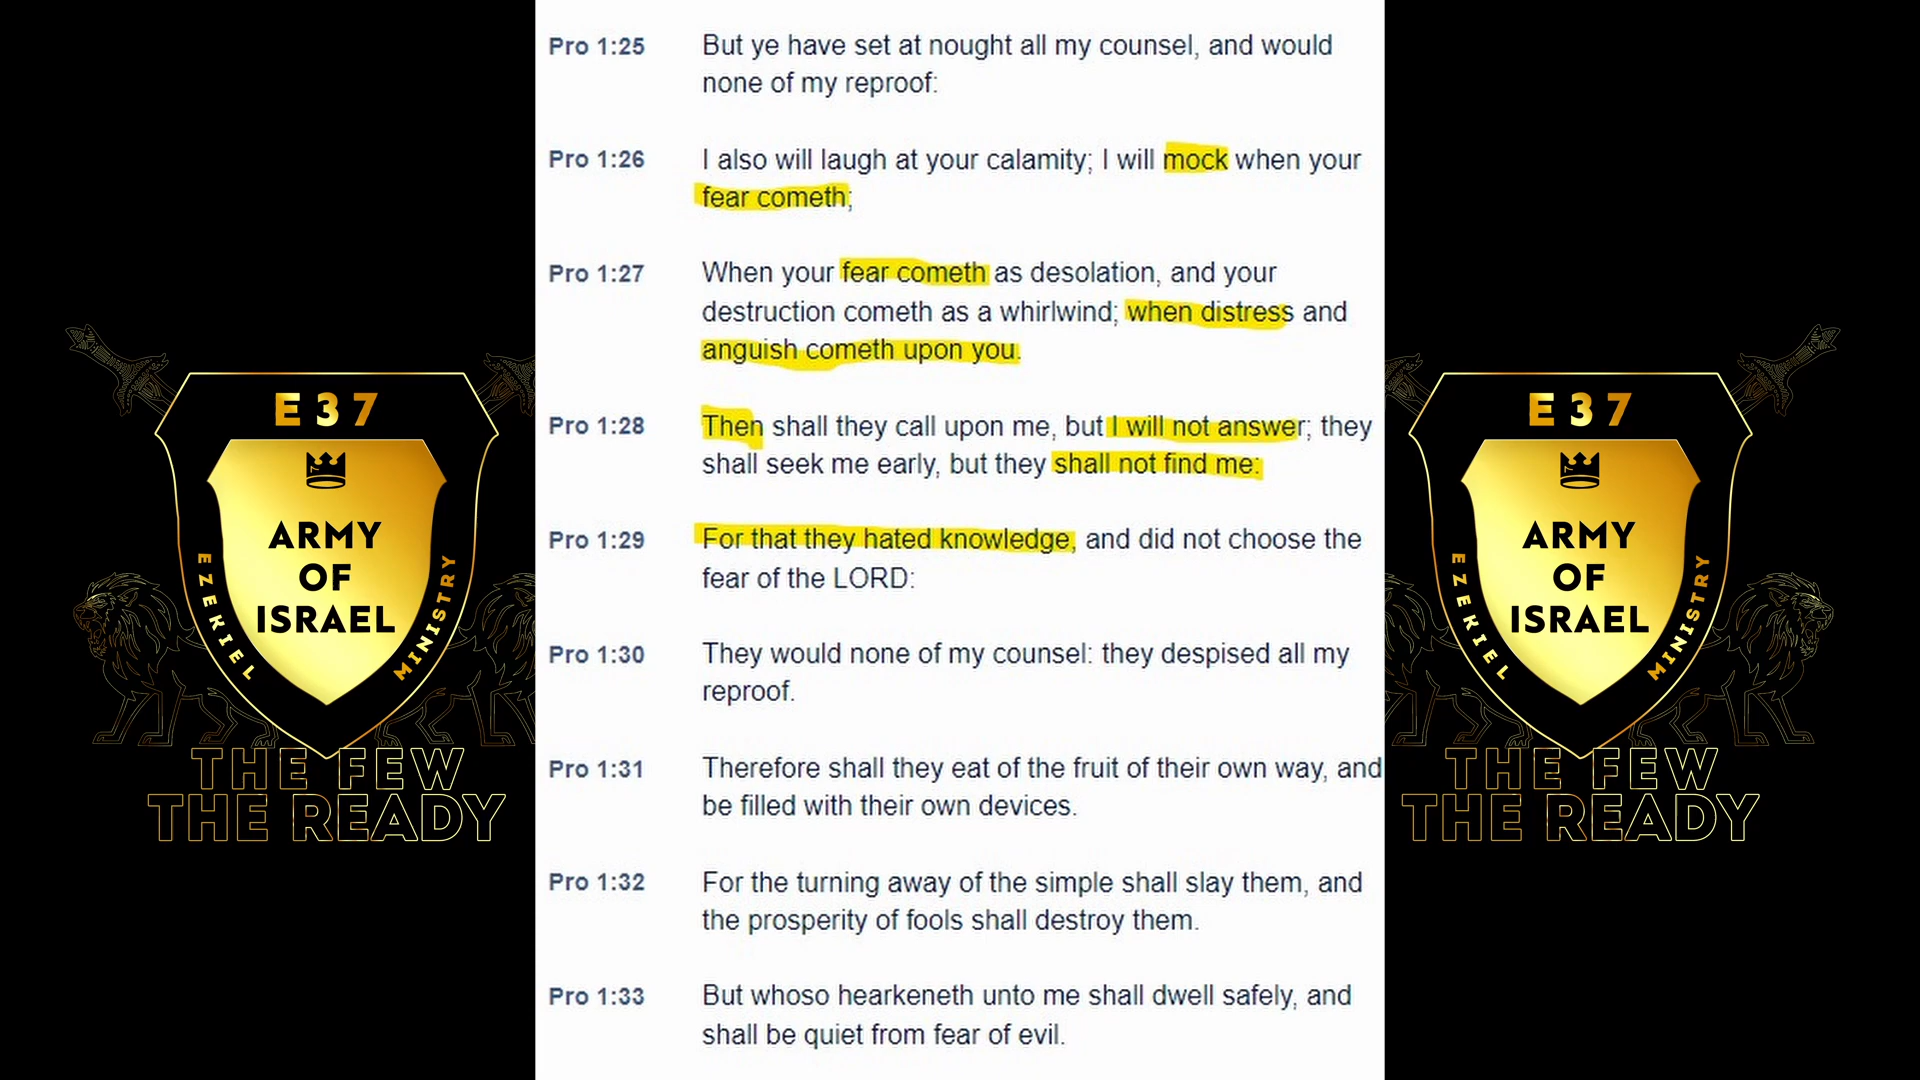 Pro 1:25 But ye have set at nought all my counsel, and would
none of my reproof:
Pro 1:26 I also will laugh at your calamity; I will mock when your
fear cometh;
Pro 1:27 When your fear cometh as desolation, and your
destruction cometh as a whirlwind; when distress and
anguish cometh upon you.
Pro 1:28 Then shall they call upon me, but I will not answer; they
shall seek me early, but they shall not find me:
Pro 1:29 For that they hated knowledge, and did not choose the
fear of the LORD:
Pro 1:30 They would none of my counsel: they despised all my
reproof.
Pro 1:31 Therefore shall they eat of the fruit of their own way, and
be filled with their own devices.
Pro 1:32 For the turning away of the simple shall slay them, and
the prosperity of fools shall destroy them.
Pro 1:33 But whoso hearkeneth unto me shall dwell safely, and
shall be quiet from fear of evil.
E37
ARMY
OF
ISRAEL
EZEKIEL
MINISTRY
THE FEW
THE READY
E37
ARMY
OF
ISRAEL
EZEKIEL
MINISTRY
THE FEW
THE READY